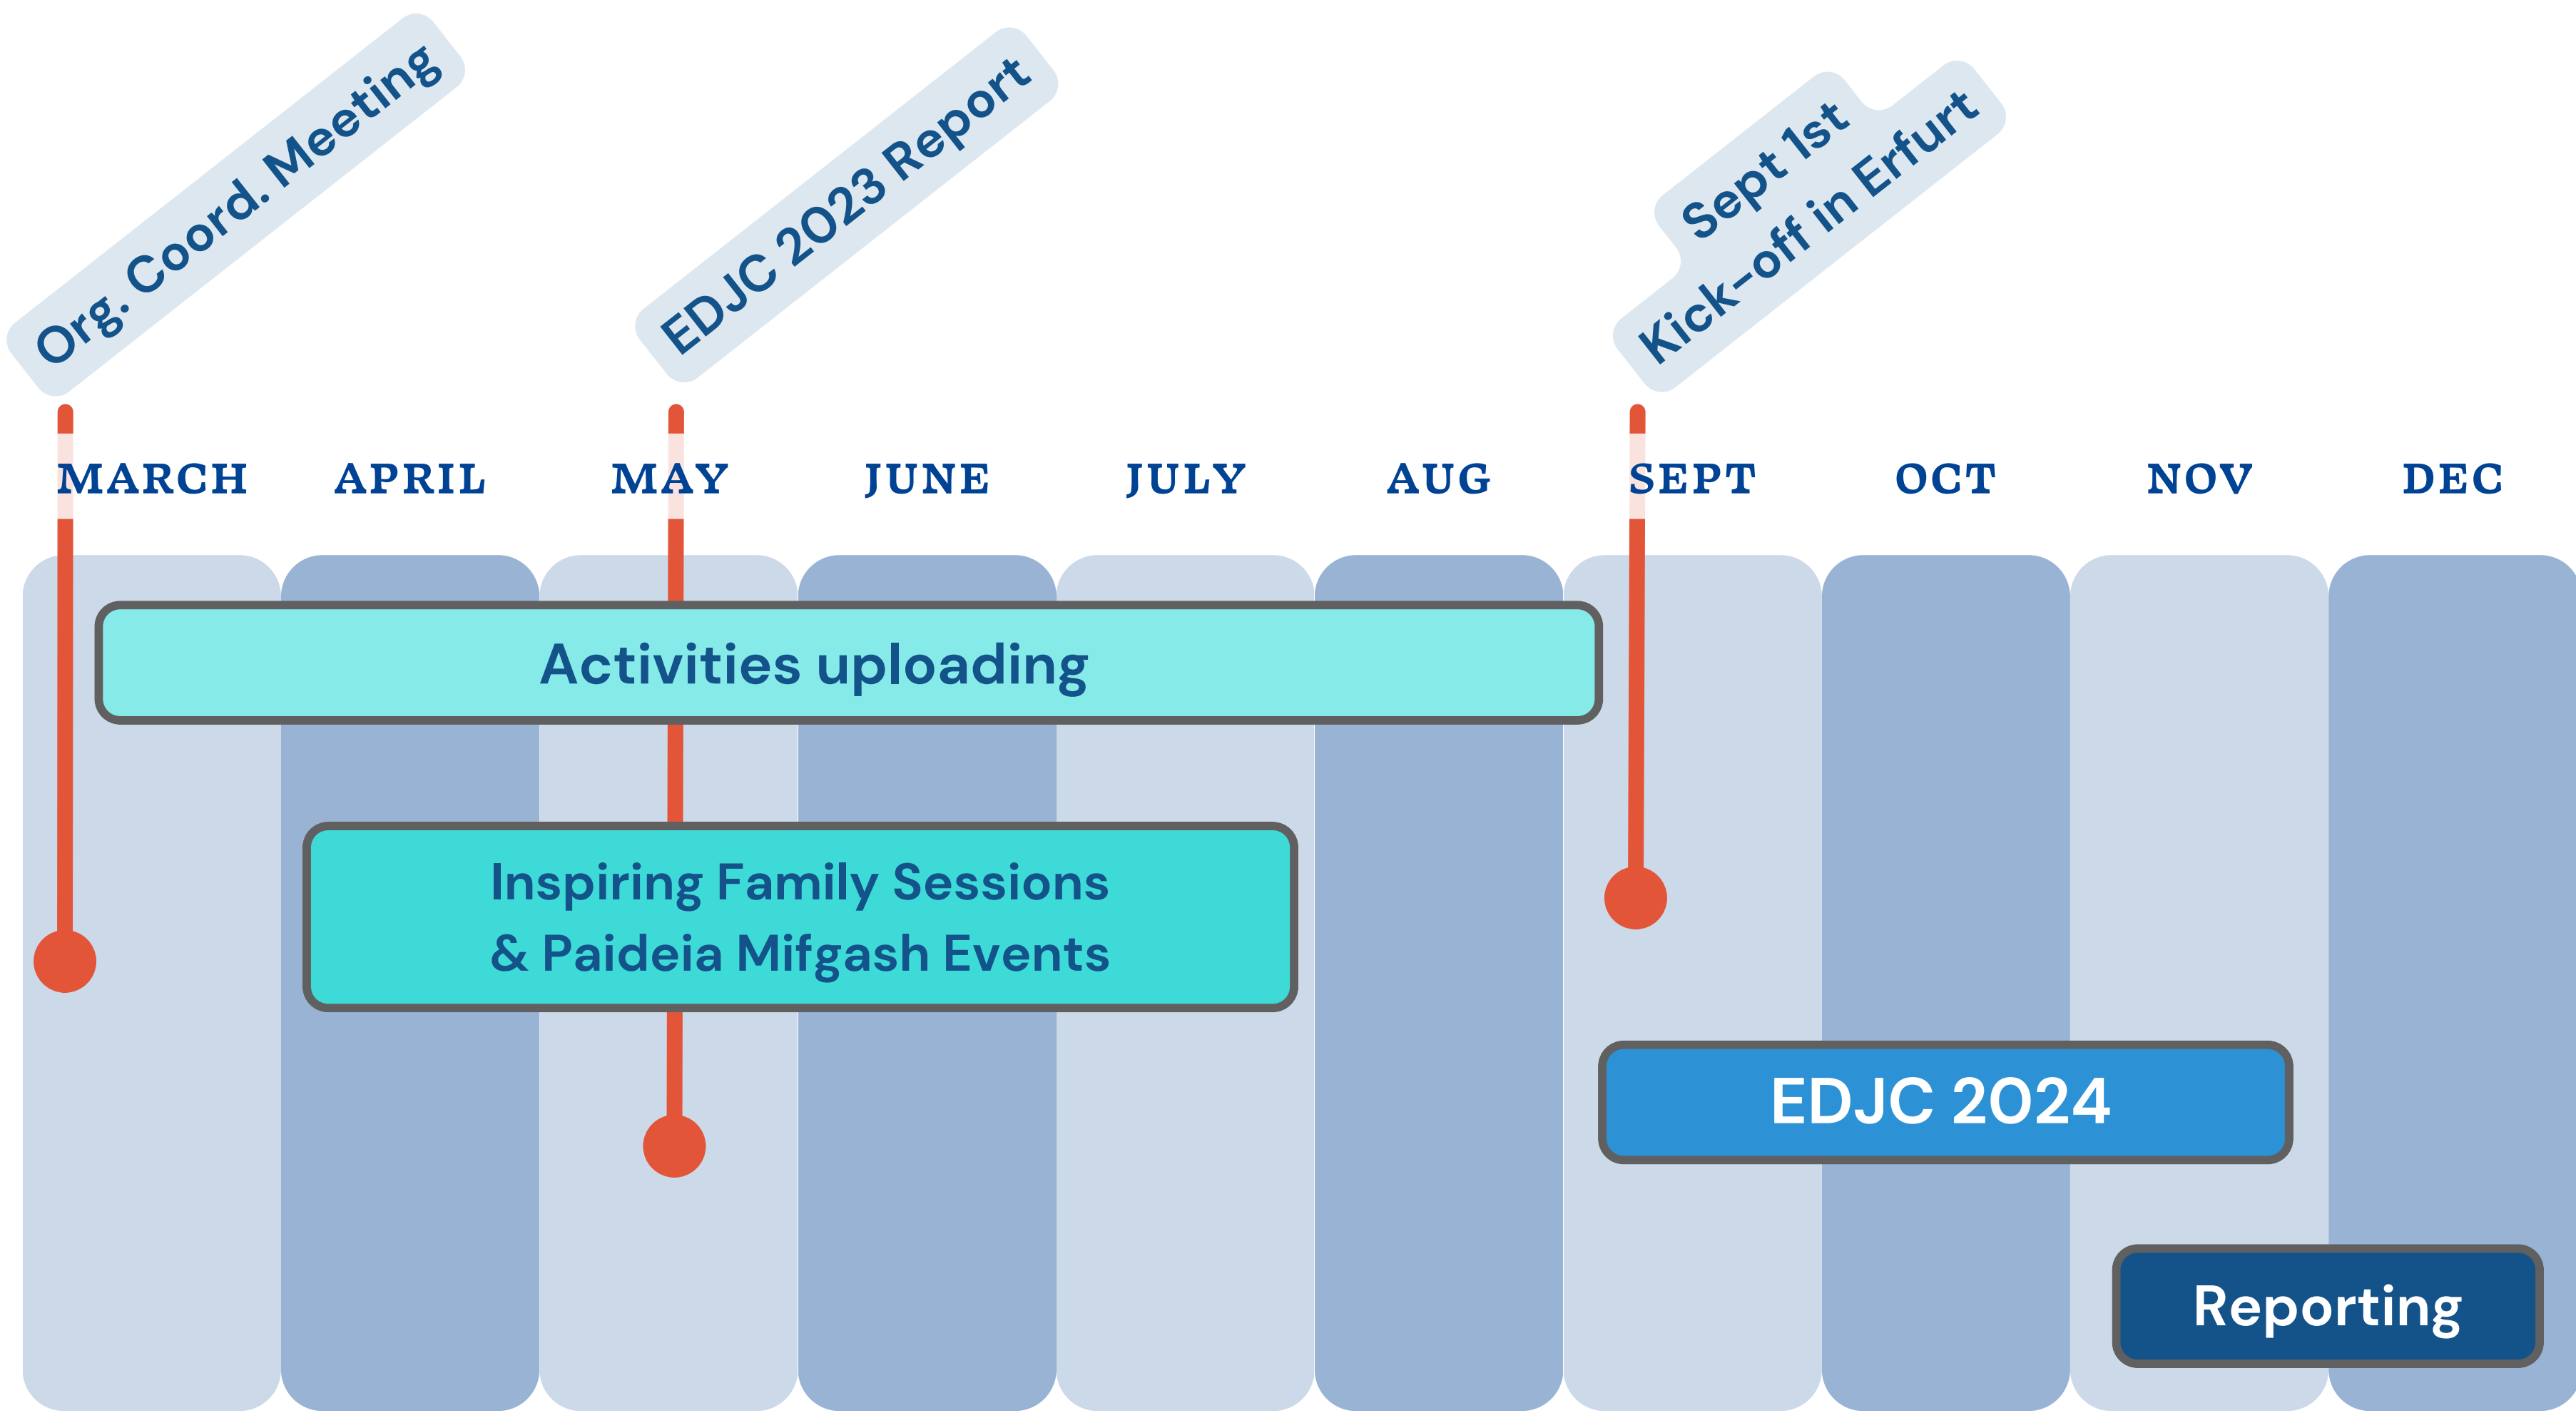 Org. Coord. Meeting
EDJC 2023 Report
Sept 1st
Kick-off in Erfurt
MARCH
APRIL
MAY
JUNE
JULY
AUG
SEPT
OCT
NOV
DEC
Activities uploading
Inspiring Family Sessions
& Paideia Mifgash Events
EDJC 2024
Reporting